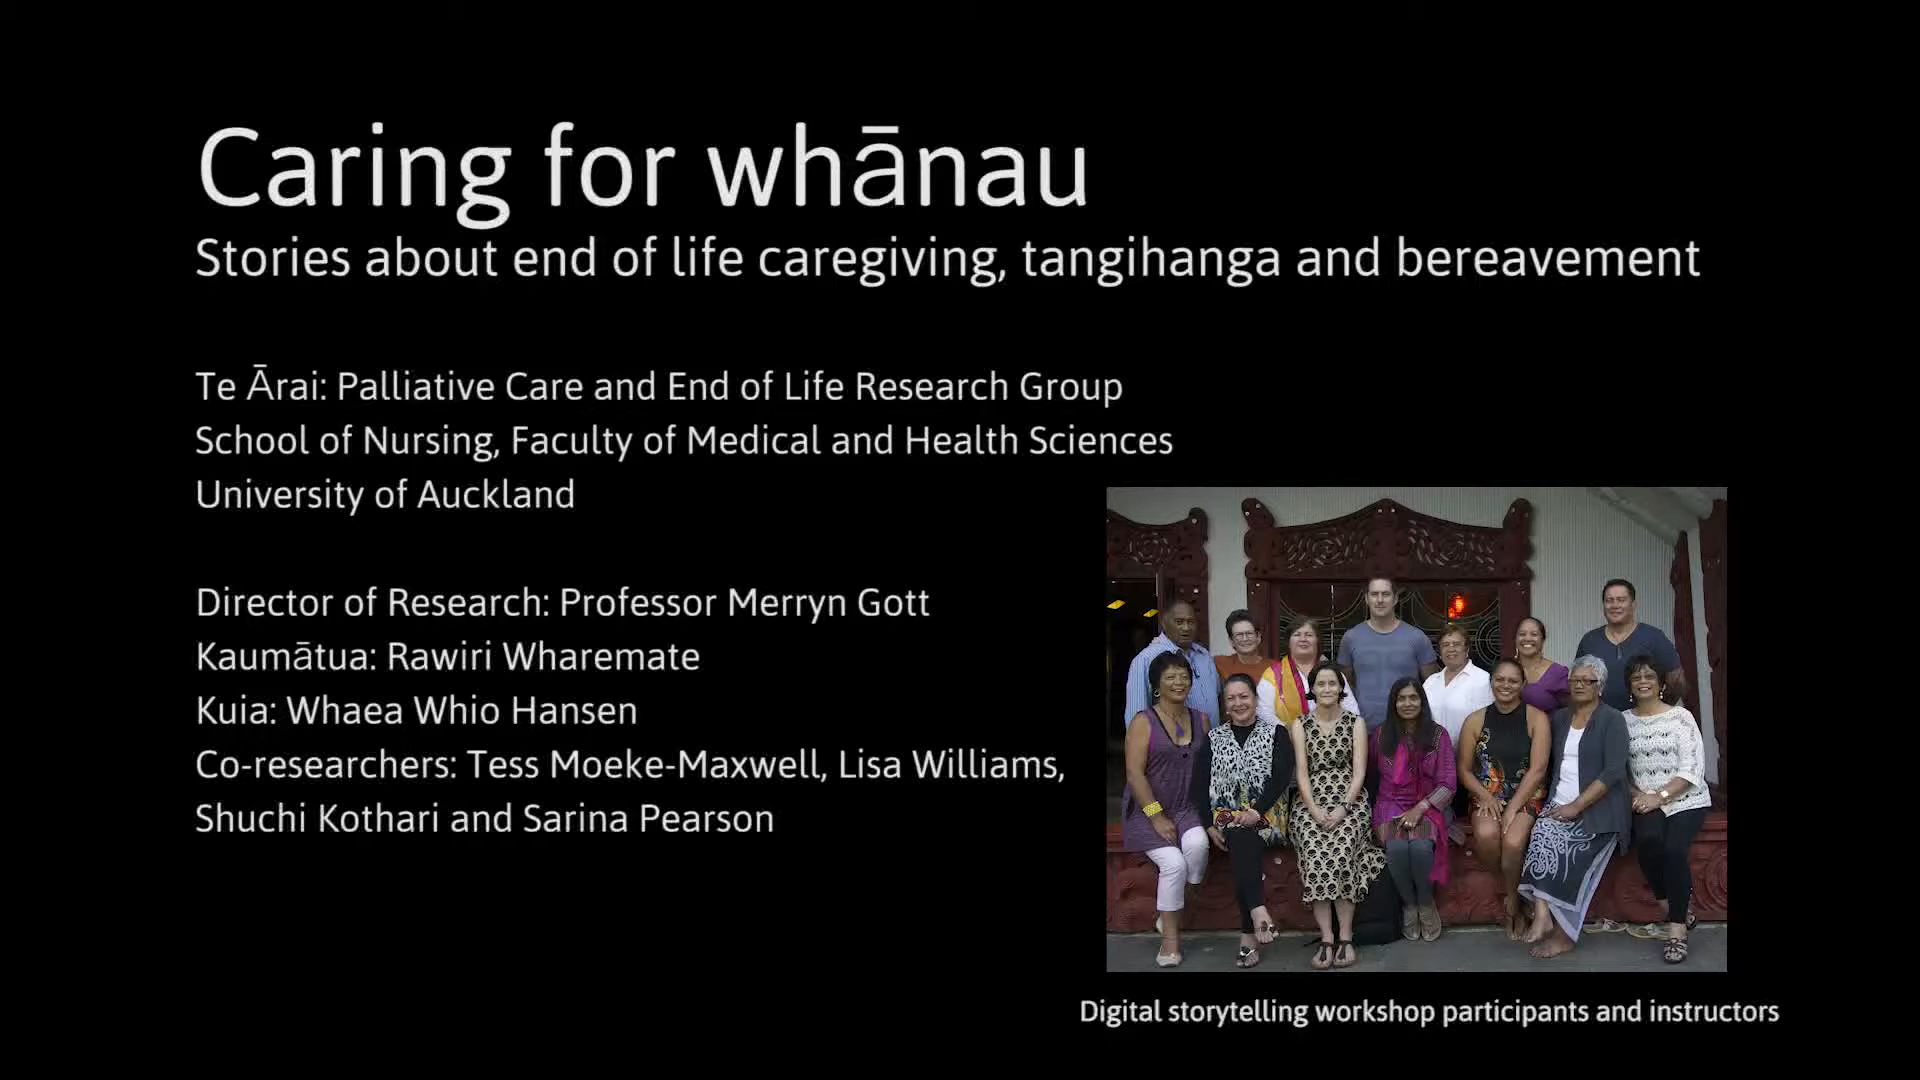 Caring for whānau
Stories about end of life caregiving, tangihanga and bereavement
Te Ārai: Palliative Care and End of Life Research Group
School of Nursing, Faculty of Medical and Health Sciences
University of Auckland
Director of Research: Professor Merryn Gott
Kaumātua: Rawiri Wharemate
Kuia: Whaea Whio Hansen
Co-researchers: Tess Moeke-Maxwell, Lisa Williams,
Shuchi Kothari and Sarina Pearson
Digital storytelling workshop participants and instructors